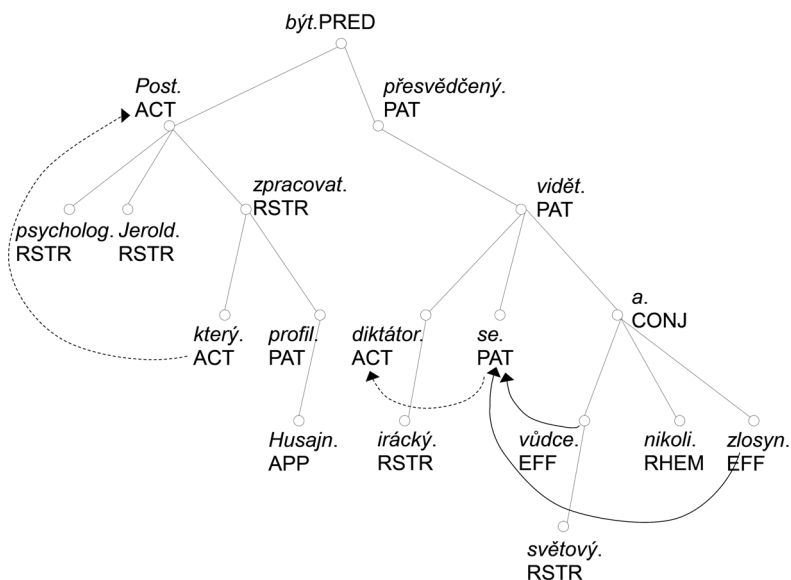 být.PRED
Post.
ACT
přesvědčený.
PAT
zpracovat.
RSTR
vidět.
PAT
psycholog.
RSTR
Jerold.
RSTR
který.
ACT
profil.
PAT
diktátor.
ACT
se.
PAT
a.
CONJ
Husajn.
APP
irácký.
RSTR
vůdce.
EFF
nikoli.
RHEM
zlosyn.
EFF
světový.
RSTR